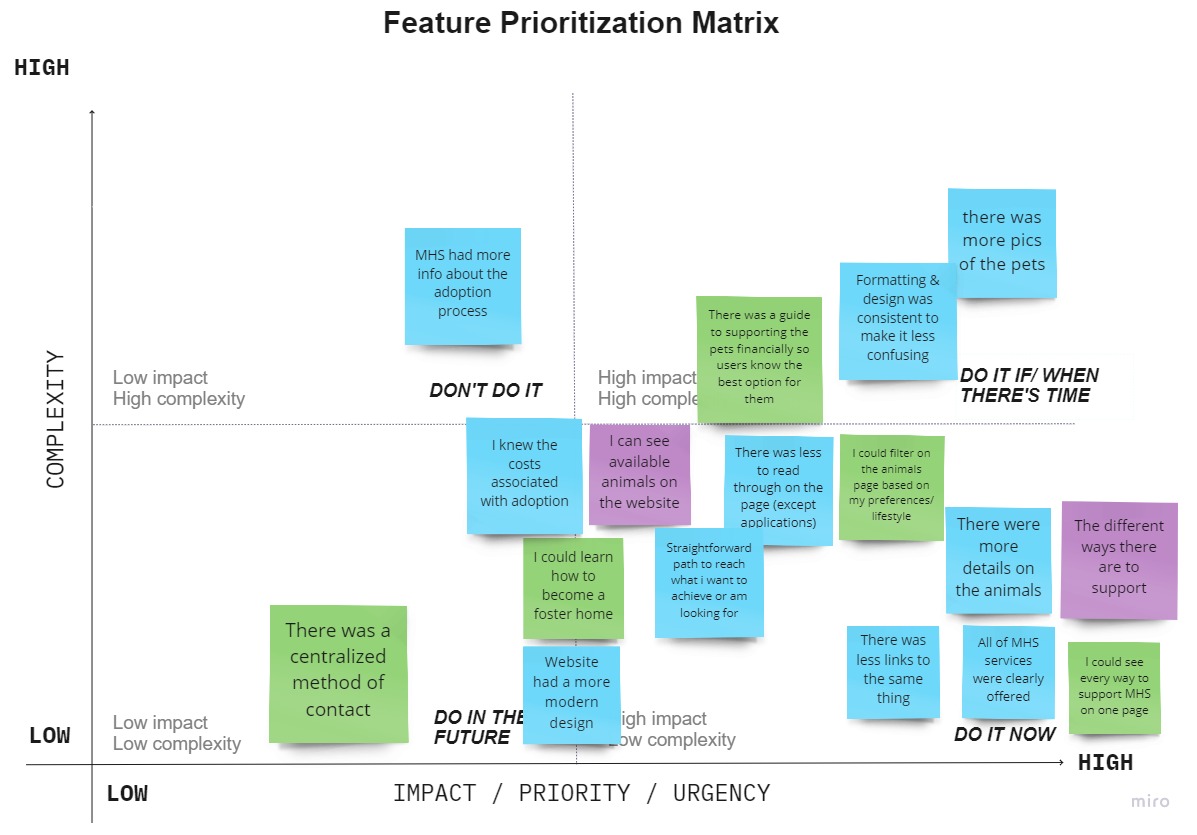 Feature Prioritization Matrix
HIGH
there was
more pics
of the pets
MHS had more
info about the
adoption
process
Formatting &
design was
consistent to
make it less
confusing
There was a guide
to supporting the
pets financially so
users know the
best option for
them
Low impact
High complexity
DON'T DO IT
High impact
High comple
DO IT IF/ WHEN
THERE'S TIME
COMPLEXITY
I knew the
costs
associated
with adoption
I can see
available
animals on
the website
There was less
to read
through on the
page (except
applications)
I could filter on
the animals
page based on
my preferences/
lifestyle
There were
more
details on
the animals
The different
ways there
are to
support
I could learn
how to
become a
foster home
Straightforward
path to reach
what i want to
achieve or am
looking for
There was a
centralized
method of
contact
Website
had a more
modern
design
There was
less links to
the same
thing
All of MHS
services
were clearly
offered
I could see
every way to
support MHS
on one page
Low impact
Low complexity
DO IN THE
FUTURE
igh impact
ow complexity
DO IT NOW
LOW
HIGH
LOW
IMPACT / PRIORITY / URGENCY
miro